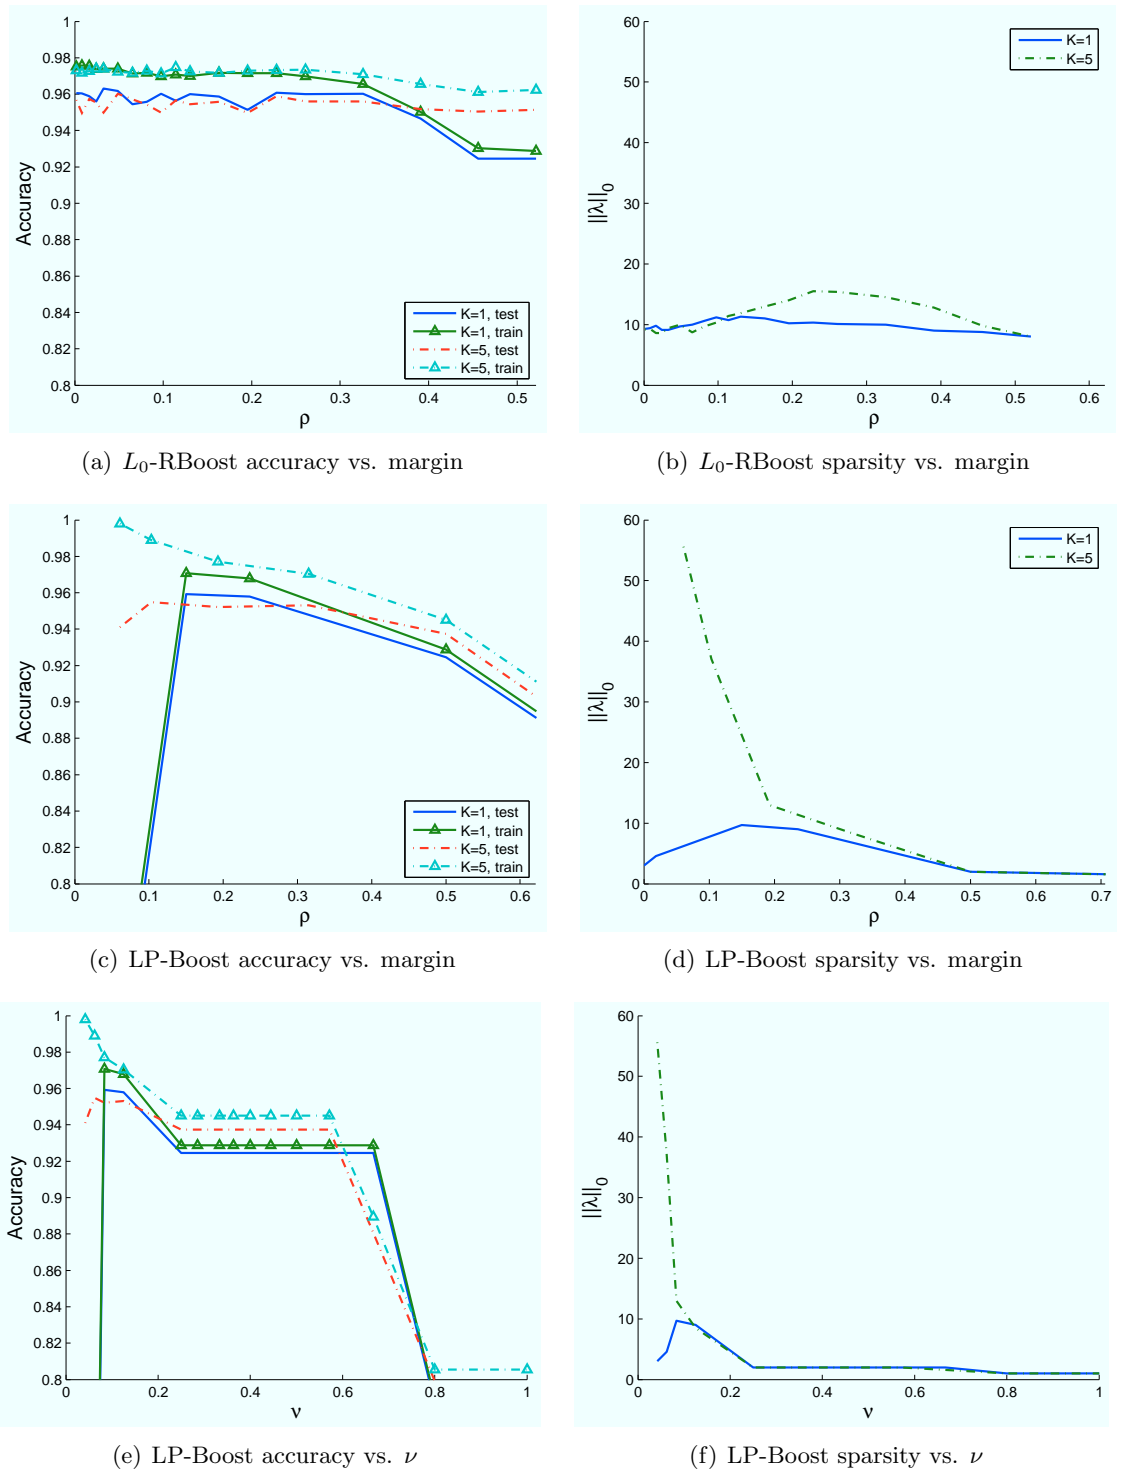 1
0.98
0.96
0.94
0.92
0.9
0.88
0.86
0.84
0.82
0.8
Accuracy
0 0.1 0.2 0.3 0.4 0.5
ρ
K=1, test
K=1, train
K=5, test
K=5, train
(a) L₀-RBoost accuracy vs. margin
60
50
40
30
20
10
0
||λ||₀
0 0.1 0.2 0.3 0.4 0.5 0.6
ρ
K=1
K=5
(b) L₀-RBoost sparsity vs. margin
1
0.98
0.96
0.94
0.92
0.9
0.88
0.86
0.84
0.82
0.8
Accuracy
0 0.1 0.2 0.3 0.4 0.5 0.6
ρ
K=1, test
K=1, train
K=5, test
K=5, train
(c) LP-Boost accuracy vs. margin
60
50
40
30
20
10
0
||λ||₀
0 0.1 0.2 0.3 0.4 0.5 0.6 0.7
ρ
K=1
K=5
(d) LP-Boost sparsity vs. margin
1
0.98
0.96
0.94
0.92
0.9
0.88
0.86
0.84
0.82
0.8
Accuracy
0 0.2 0.4 0.6 0.8 1
ν
(e) LP-Boost accuracy vs. ν
60
50
40
30
20
10
0
||λ||₀
0 0.2 0.4 0.6 0.8 1
ν
(f) LP-Boost sparsity vs. ν